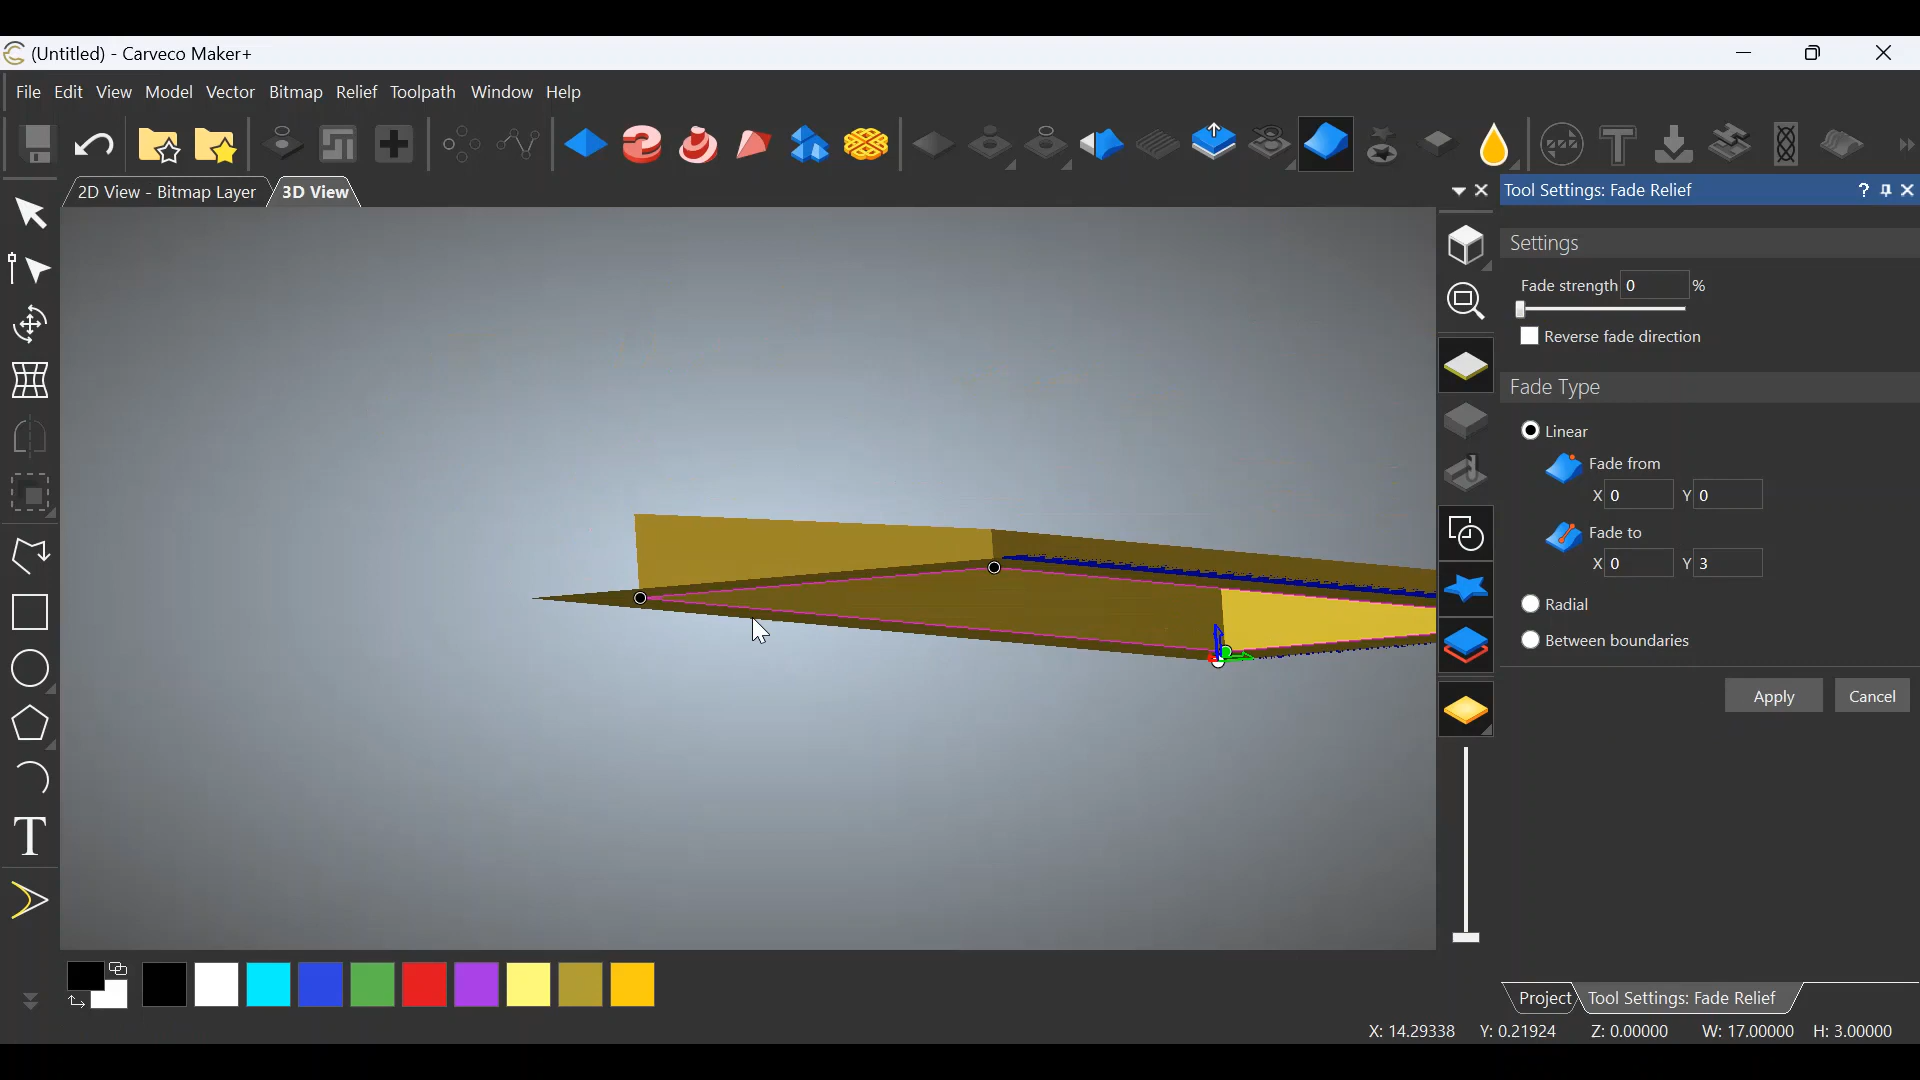 (Untitled) - Carveco Maker+
File Edit View Model Vector Bitmap Relief Toolpath Window Help
2D View - Bitmap Layer 3D View
Tool Settings: Fade Relief
Settings
Fade strength 0 %
Reverse fade direction
Fade Type
Linear
Fade from
X 0 Y 0
Fade to
X 0 Y 3
Radial
Between boundaries
Apply Cancel
Project Tool Settings: Fade Relief
X: 14.29338 Y: 0.21924 Z: 0.00000 W: 17.00000 H: 3.00000